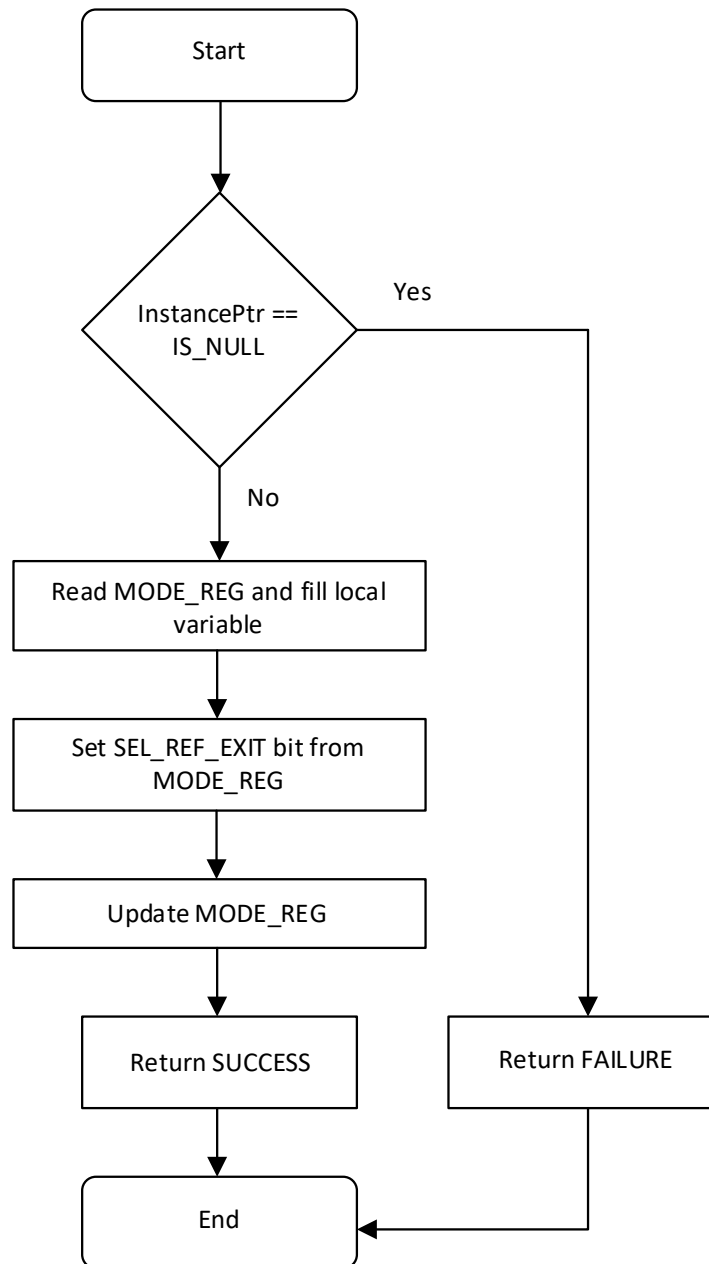 Start
InstancePtr ==
IS_NULL
Yes
No
Read MODE_REG and fill local
variable
Set SEL_REF_EXIT bit from
MODE_REG
Update MODE_REG
Return SUCCESS
Return FAILURE
End